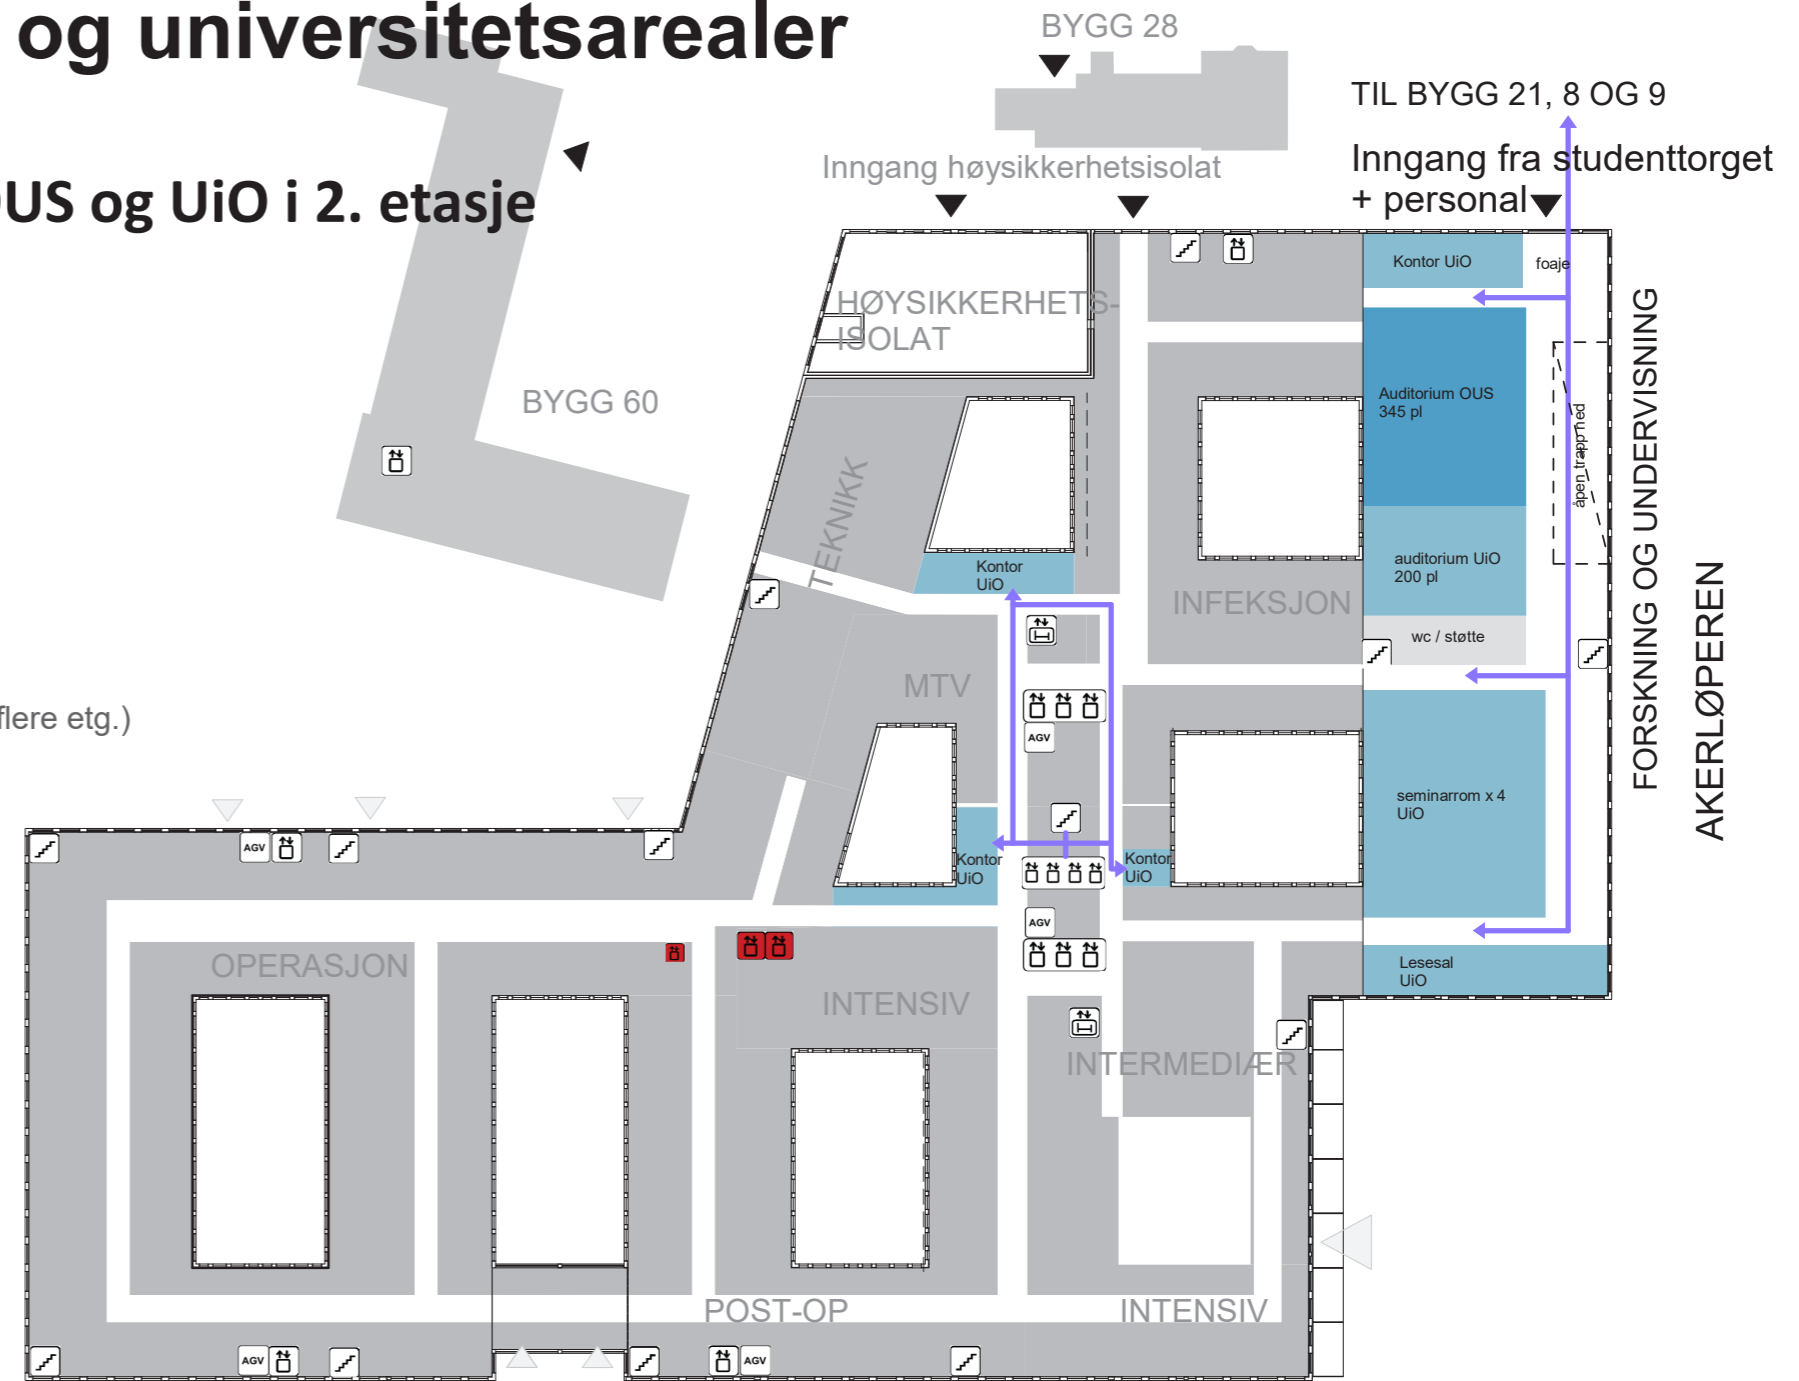 og universitetsarealer
BYGG 28
TIL BYGG 21, 8 OG 9
Inngang høysikkerhetsisolat
Inngang fra studenttorget
+ personal
OUS og UiO i 2. etasje
Kontor UiO
foaje
HØYSIKKERHETS-
ISOLAT
BYGG 60
Auditorium OUS
345 pl
åpen trapp ned
FORSKNING OG UNDERVISNING
AKERLØPEREN
TEKNIKK
auditorium UiO
200 pl
Kontor
UiO
INFEKSJON
wc / støtte
MTV
flere etg.)
AGV
seminarrom x 4
UiO
AGV
Kontor
UiO
Kontor
UiO
AGV
OPERASJON
Lesesal
UiO
INTENSIV
INTERMEDIÆR
POST-OP
INTENSIV
AGV
AGV